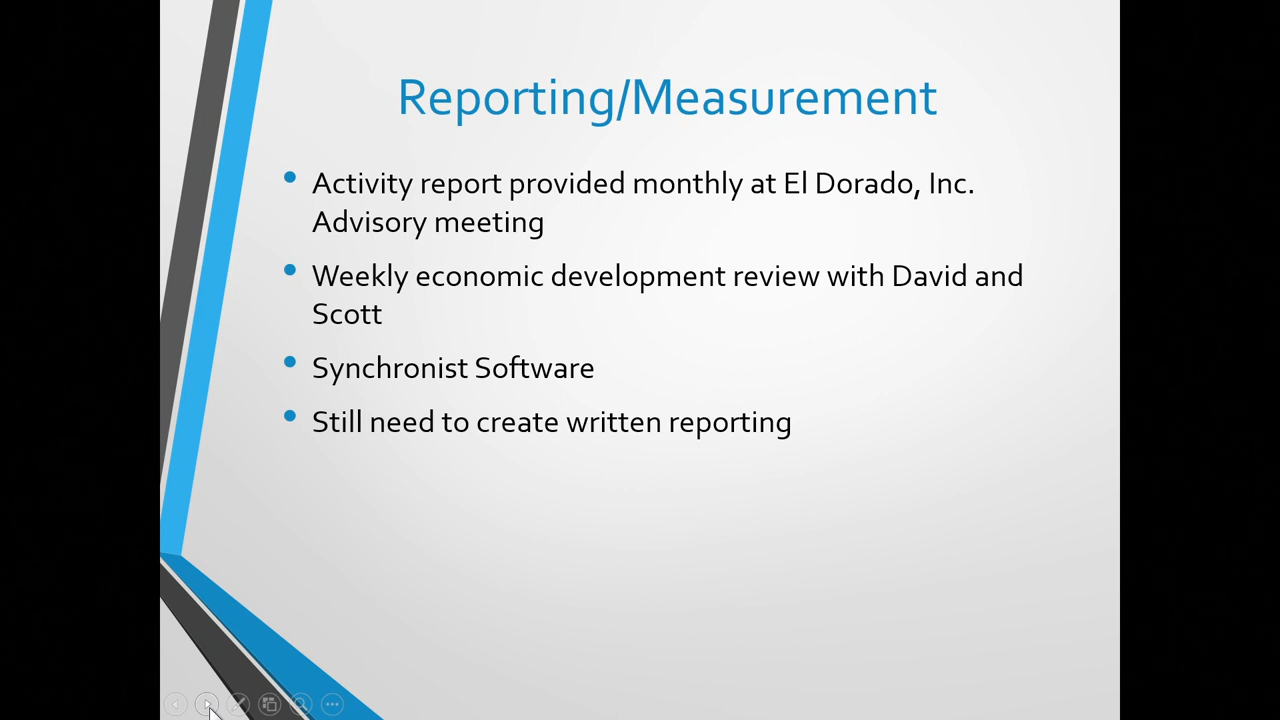 Reporting/Measurement
Activity report provided monthly at El Dorado, Inc.
Advisory meeting
Weekly economic development review with David and
Scott
Synchronist Software
Still need to create written reporting